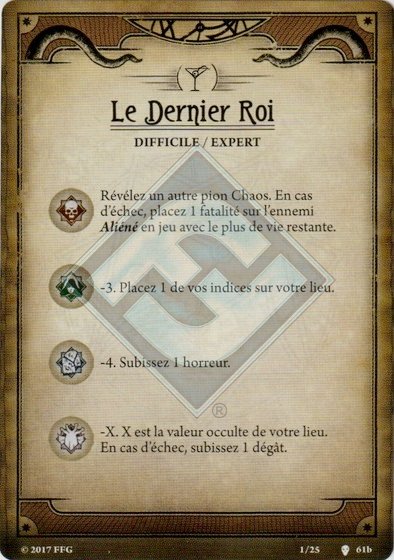 Le Dernier Roi
DIFFICILE / EXPERT
Révélez un autre pion Chaos. En cas
d'échec, placez 1 fatalité sur l'ennemi
Aliéné en jeu avec le plus de vie restante.
-3. Placez 1 de vos indices sur votre lieu.
-4. Subissez 1 horreur.
®
-X. X est la valeur occulte de votre lieu.
En cas d'échec, subissez 1 dégât.
© 2017 FFG
1/25
61b